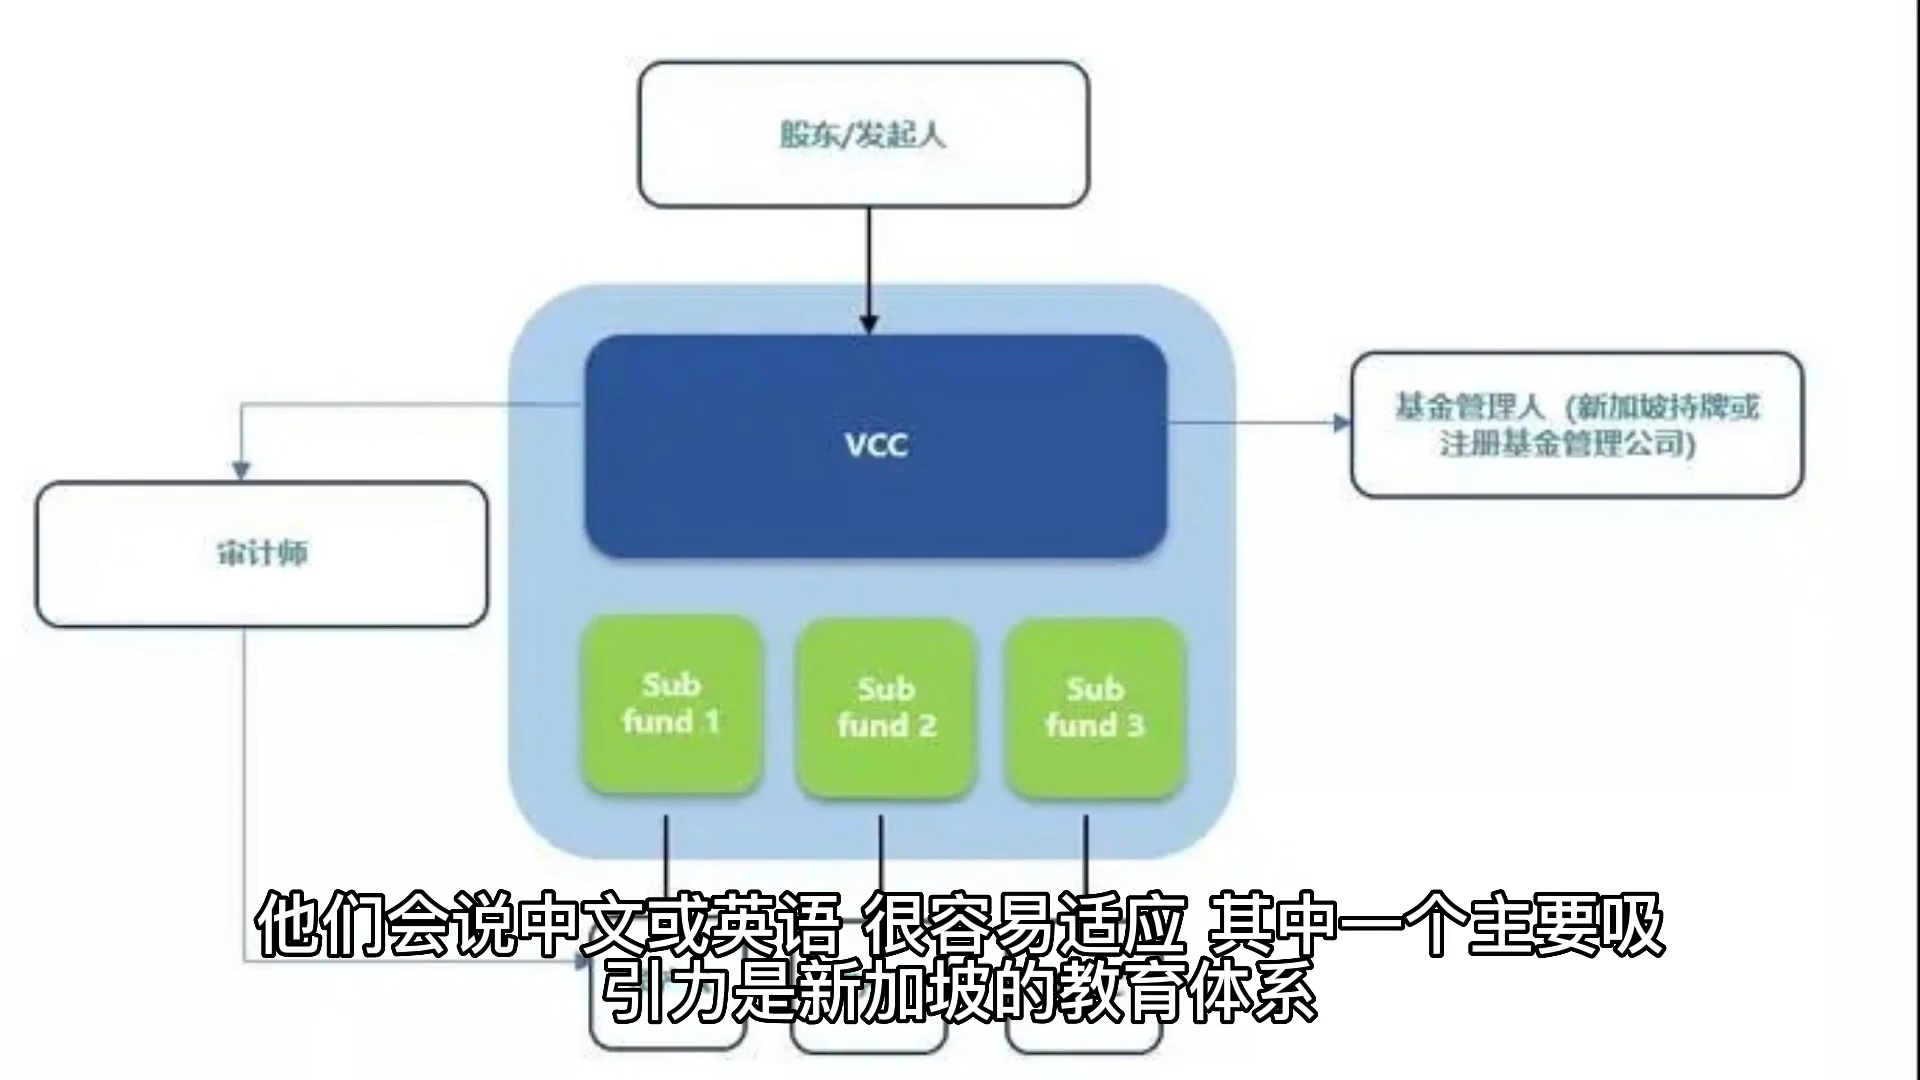 股东/发起人
VCC
基金管理人 (新加坡持牌或
注册基金管理公司)
审计师
Sub
fund 1
Sub
fund 2
Sub
fund 3
他们会说中文或英语 很容易适应 其中一个主要吸
引力是新加坡的教育体系